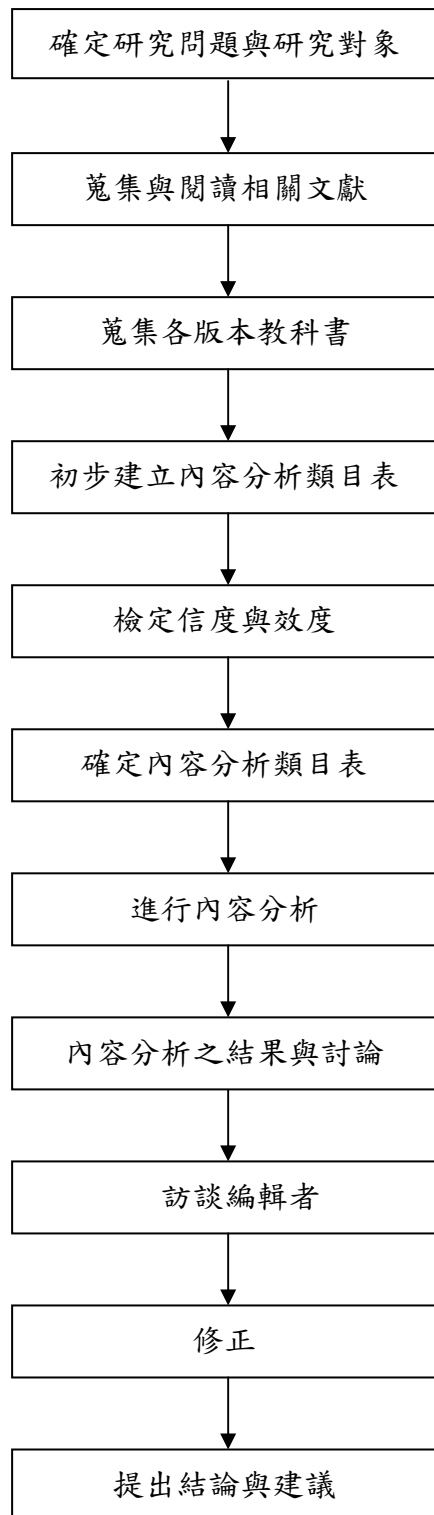 確定研究問題與研究對象
蒐集與閱讀相關文獻
蒐集各版本教科書
初步建立內容分析類目表
檢定信度與效度
確定內容分析類目表
進行內容分析
內容分析之結果與討論
訪談編輯者
修正
提出結論與建議